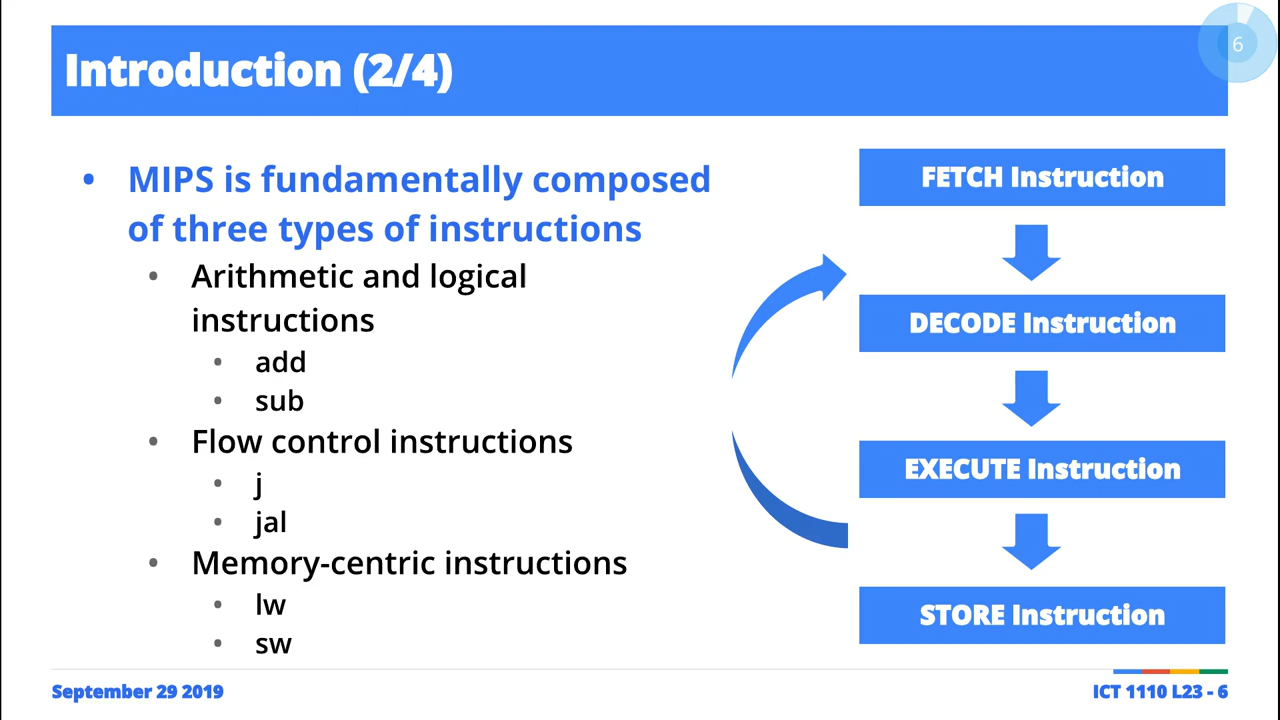 6
Introduction (2/4)
• MIPS is fundamentally composed
of three types of instructions
• Arithmetic and logical
instructions
• add
• sub
• Flow control instructions
• j
• jal
• Memory-centric instructions
• lw
• sw
FETCH Instruction
DECODE Instruction
EXECUTE Instruction
STORE Instruction
September 29 2019
ICT 1110 L23 - 6